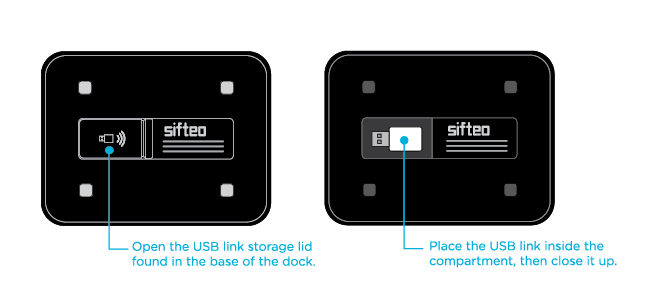 sifteo
sifteo
Open the USB link storage lid
found in the base of the dock.
Place the USB link inside the
compartment, then close it up.